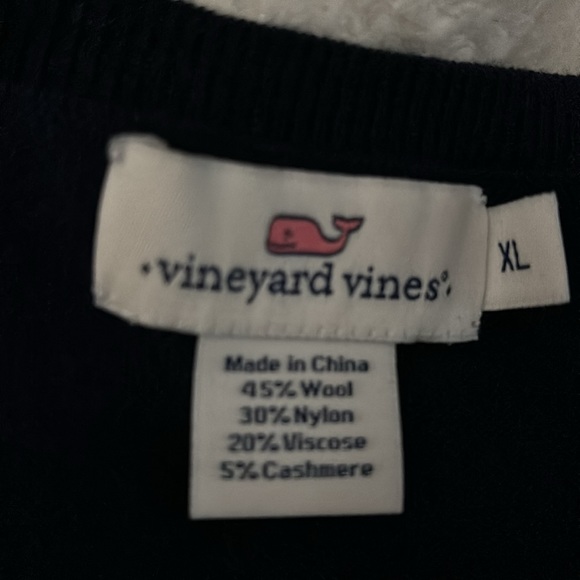 vineyard vines®
XL
Made in China
45% Wool
30% Nylon
20% Viscose
5% Cashmere